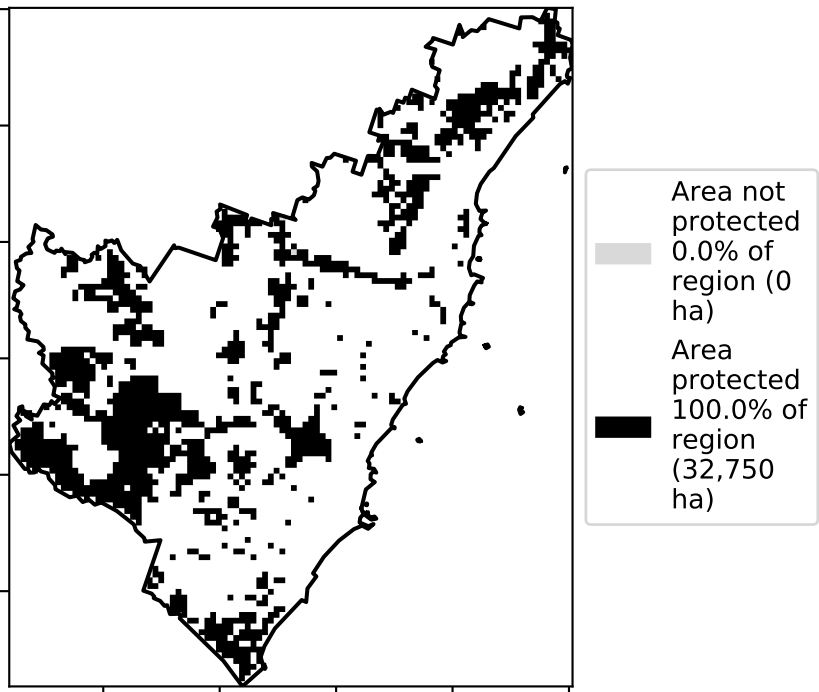 Area not
protected
0.0% of
region (0
ha)
Area
protected
100.0% of
region
(32,750
ha)